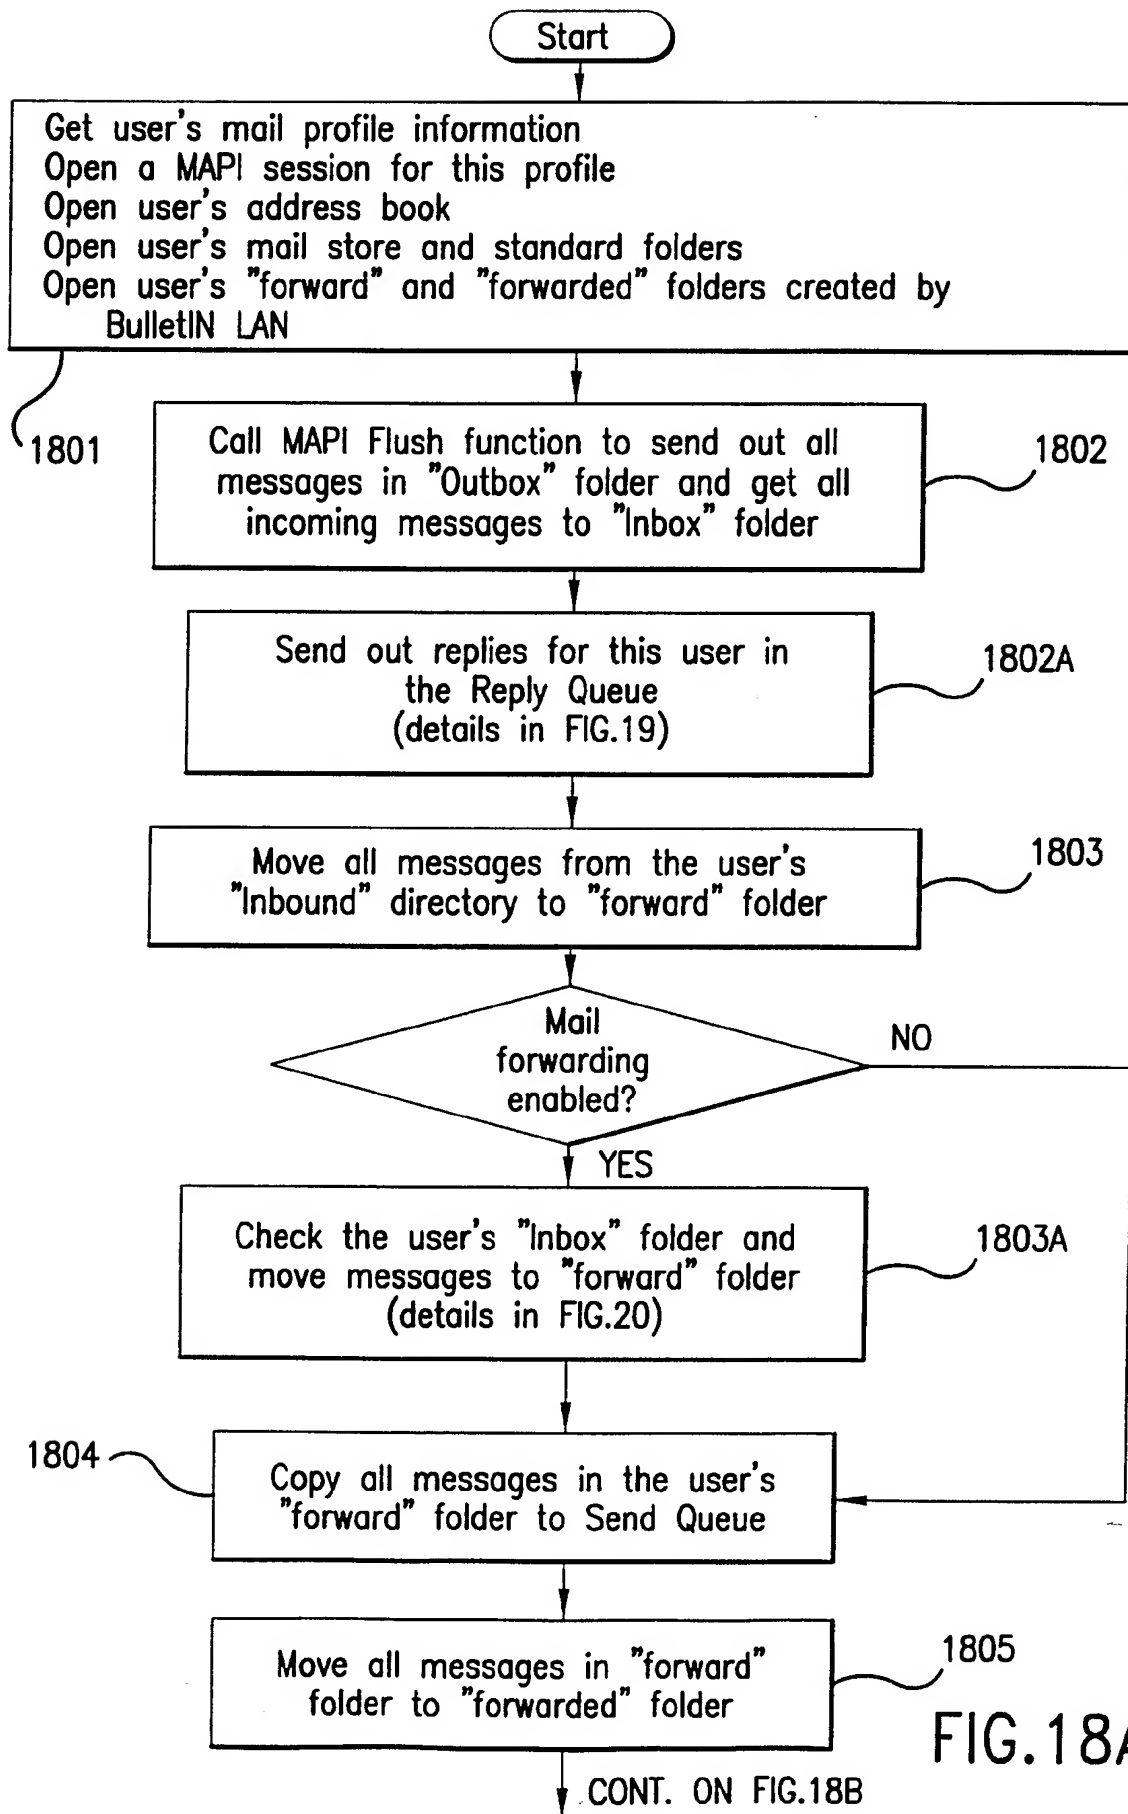 Start
Get user's mail profile information
Open a MAPI session for this profile
Open user's address book
Open user's mail store and standard folders
Open user's "forward" and "forwarded" folders created by
BulletIN LAN
1801
Call MAPI Flush function to send out all
messages in "Outbox" folder and get all
incoming messages to "Inbox" folder
1802
Send out replies for this user in
the Reply Queue
(details in FIG.19)
1802A
Move all messages from the user's
"Inbound" directory to "forward" folder
1803
Mail
forwarding
enabled?
NO
YES
Check the user's "Inbox" folder and
move messages to "forward" folder
(details in FIG.20)
1803A
1804
Copy all messages in the user's
"forward" folder to Send Queue
Move all messages in "forward"
folder to "forwarded" folder
1805
FIG.18A
CONT. ON FIG.18B